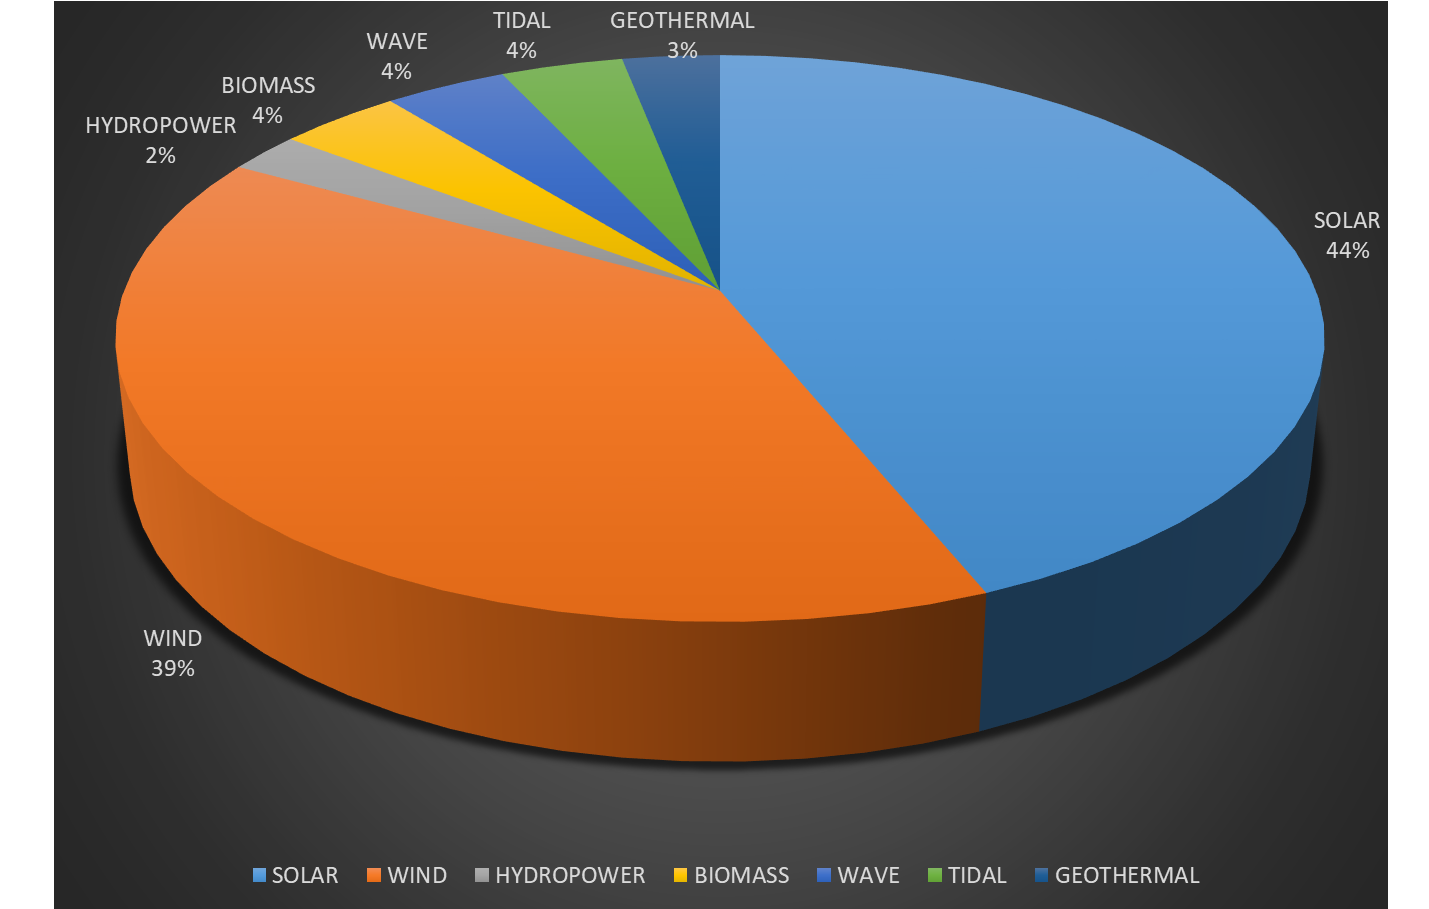 TIDAL
4%
GEOTHERMAL
3%
WAVE
4%
BIOMASS
4%
HYDROPOWER
2%
SOLAR
44%
WIND
39%
SOLAR WIND HYDROPOWER BIOMASS WAVE TIDAL GEOTHERMAL